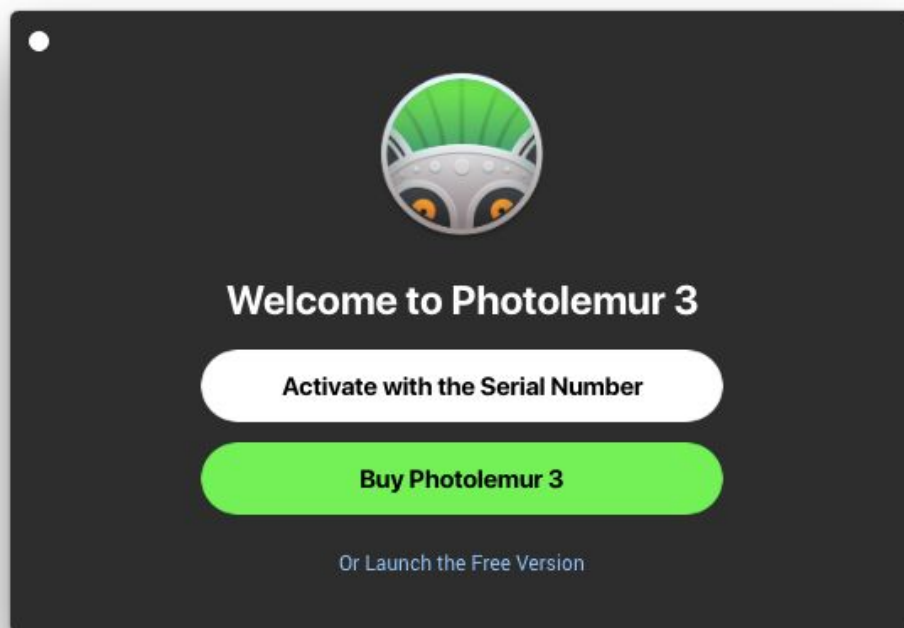 Welcome to Photolemur 3
Activate with the Serial Number
Buy Photolemur 3
Or Launch the Free Version